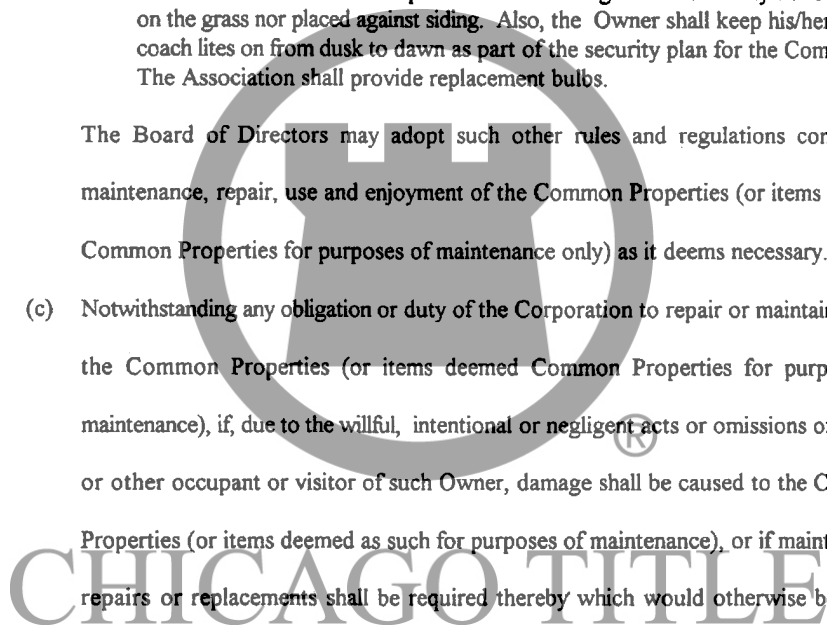 on the grass nor placed against siding. Also, the Owner shall keep his/her
coach lites on from dusk to dawn as part of the security plan for the Com
The Association shall provide replacement bulbs.
The Board of Directors may adopt such other rules and regulations con
maintenance, repair, use and enjoyment of the Common Properties (or items
Common Properties for purposes of maintenance only) as it deems necessary.
(c) Notwithstanding any obligation or duty of the Corporation to repair or maintai
the Common Properties (or items deemed Common Properties for purp
maintenance), if, due to the willful, intentional or negligent acts or omissions o
®
or other occupant or visitor of such Owner, damage shall be caused to the C
Properties (or items deemed as such for purposes of maintenance), or if maint
CHICAGO TITLE
repairs or replacements shall be required thereby which would otherwise b